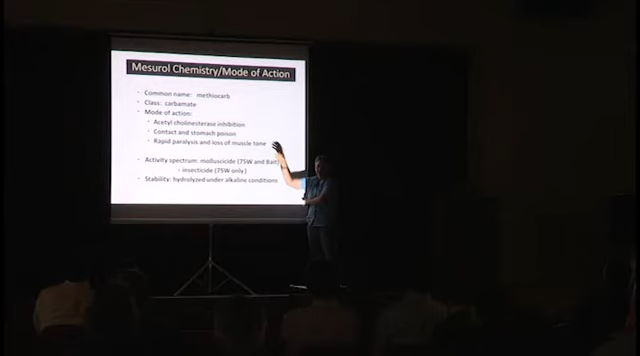 Mesurol Chemistry/Mode of Action
Common name: methiocarb
Class: carbamate
Mode of action:
Acetyl cholinesterase inhibition
Contact and stomach poison
Rapid paralysis and loss of muscle tone
Activity spectrum: molluscicide (75W and Bait)
- insecticide (75W only)
Stability: hydrolyzed under alkaline conditions